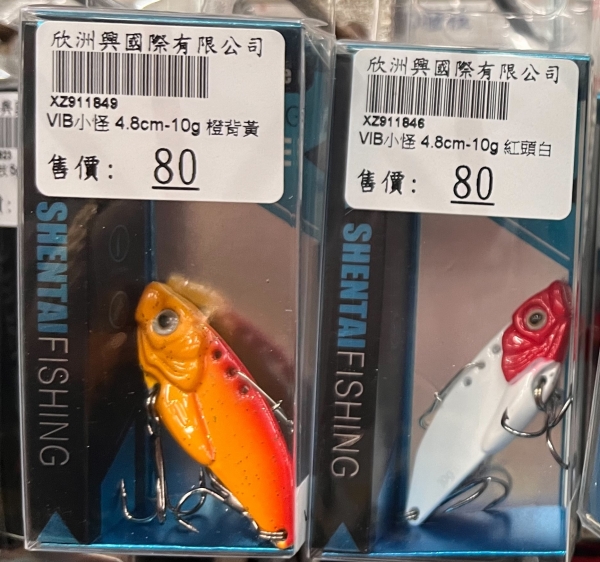 欣洲興國際有限公司
XZ911849
VIB小怪 4.8cm-10g 橙背黃
售價: 80
SHENTAI FISHING
欣洲興國際有限公司
XZ911846
VIB小怪 4.8cm-10g 紅頭白
售價: 80
SHENTAI FISHING